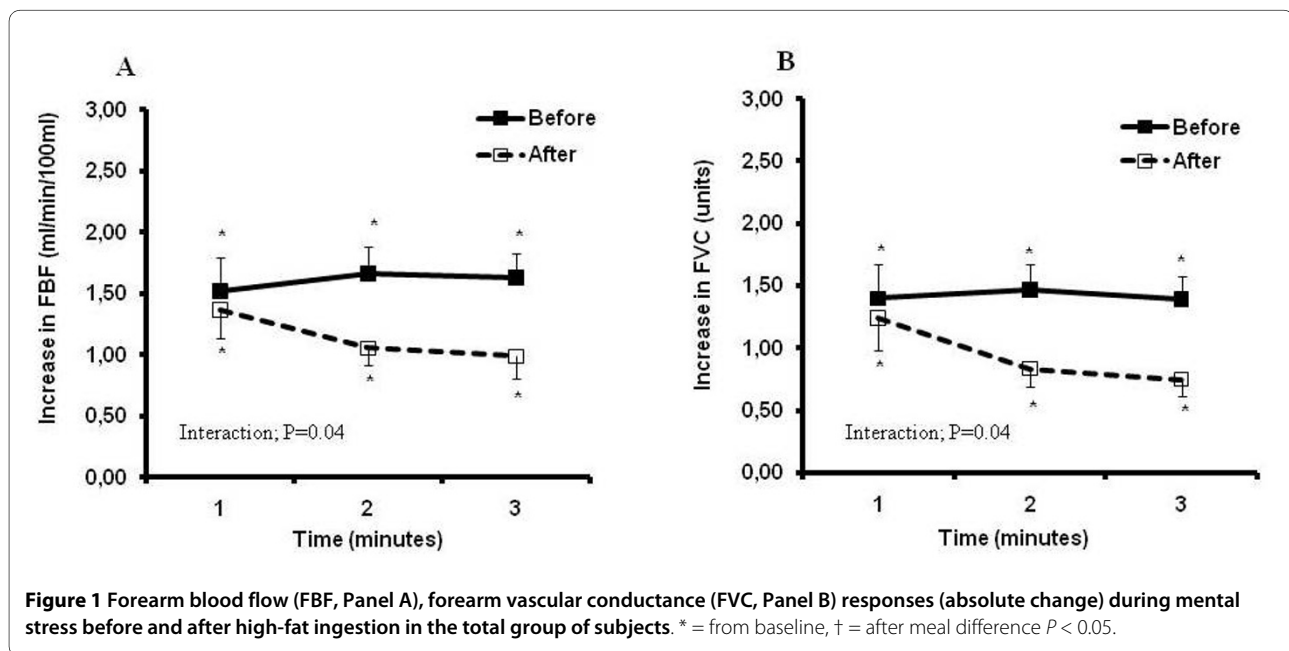 A
Increase in FBF (ml/min/100ml)
3,00
2,50
2,00
1,50
1,00
0,50
0,00
Before
After
*
*
*
*
*
*
Interaction; P=0.04
1 2 3
Time (minutes)
B
Increase in FVC (units)
3,00
2,50
2,00
1,50
1,00
0,50
0,00
Before
After
*
*
*
*
*
*
Interaction; P=0.04
1 2 3
Time (minutes)
Figure 1 Forearm blood flow (FBF, Panel A), forearm vascular conductance (FVC, Panel B) responses (absolute change) during mental
stress before and after high-fat ingestion in the total group of subjects. * = from baseline, † = after meal difference P < 0.05.